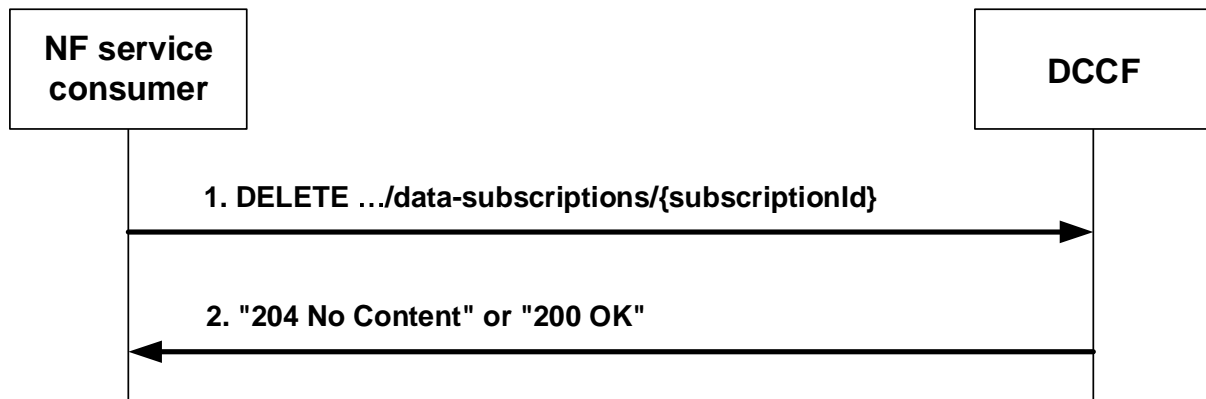 NF service
consumer
DCCF
1. DELETE …/data-subscriptions/{subscriptionId}
2. "204 No Content" or "200 OK"